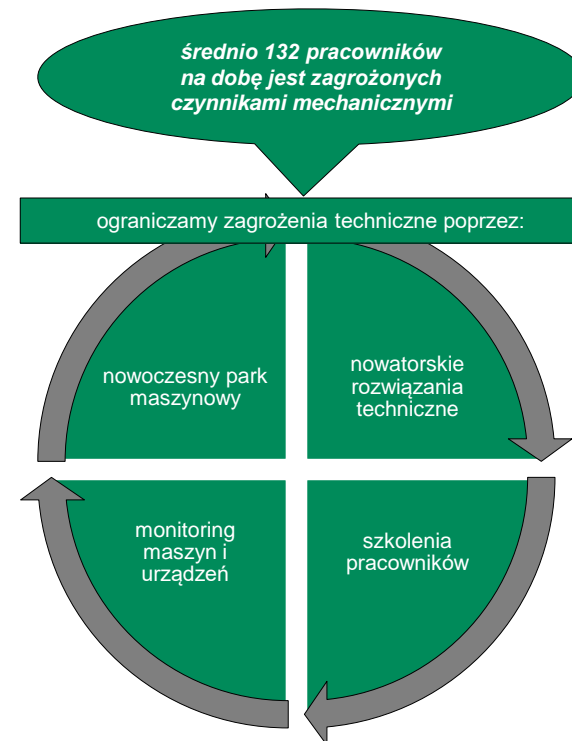 średnio 132 pracowników
na dobę jest zagrożonych
czynnikami mechanicznymi
ograniczamy zagrożenia techniczne poprzez:
nowoczesny park
maszynowy
nowatorskie
rozwiązania
techniczne
monitoring
maszyn i
urządzeń
szkolenia
pracowników